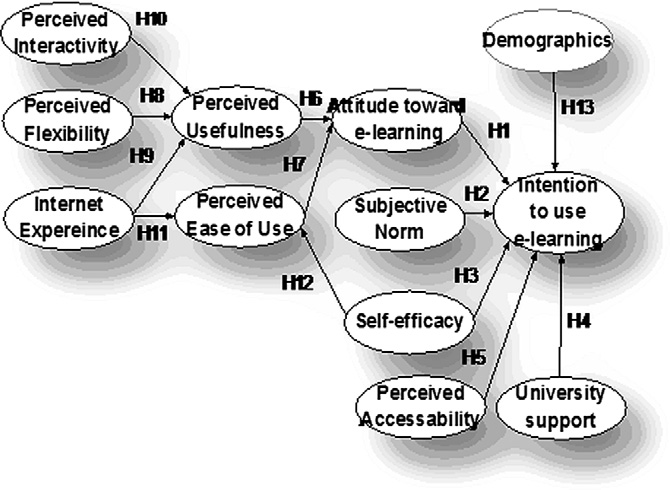 Perceived
Interactivity
H10
Demographics
Perceived
Flexibility
H8
Perceived
Usefulness
H6
Attitude toward
e-learning
H13
H1
H9
H7
Internet
Expereince
H11
Perceived
Ease of Use
Subjective
Norm
H2
Intention
to use
e-learning
H12
H3
Self-efficacy
H4
H5
Perceived
Accessability
University
support